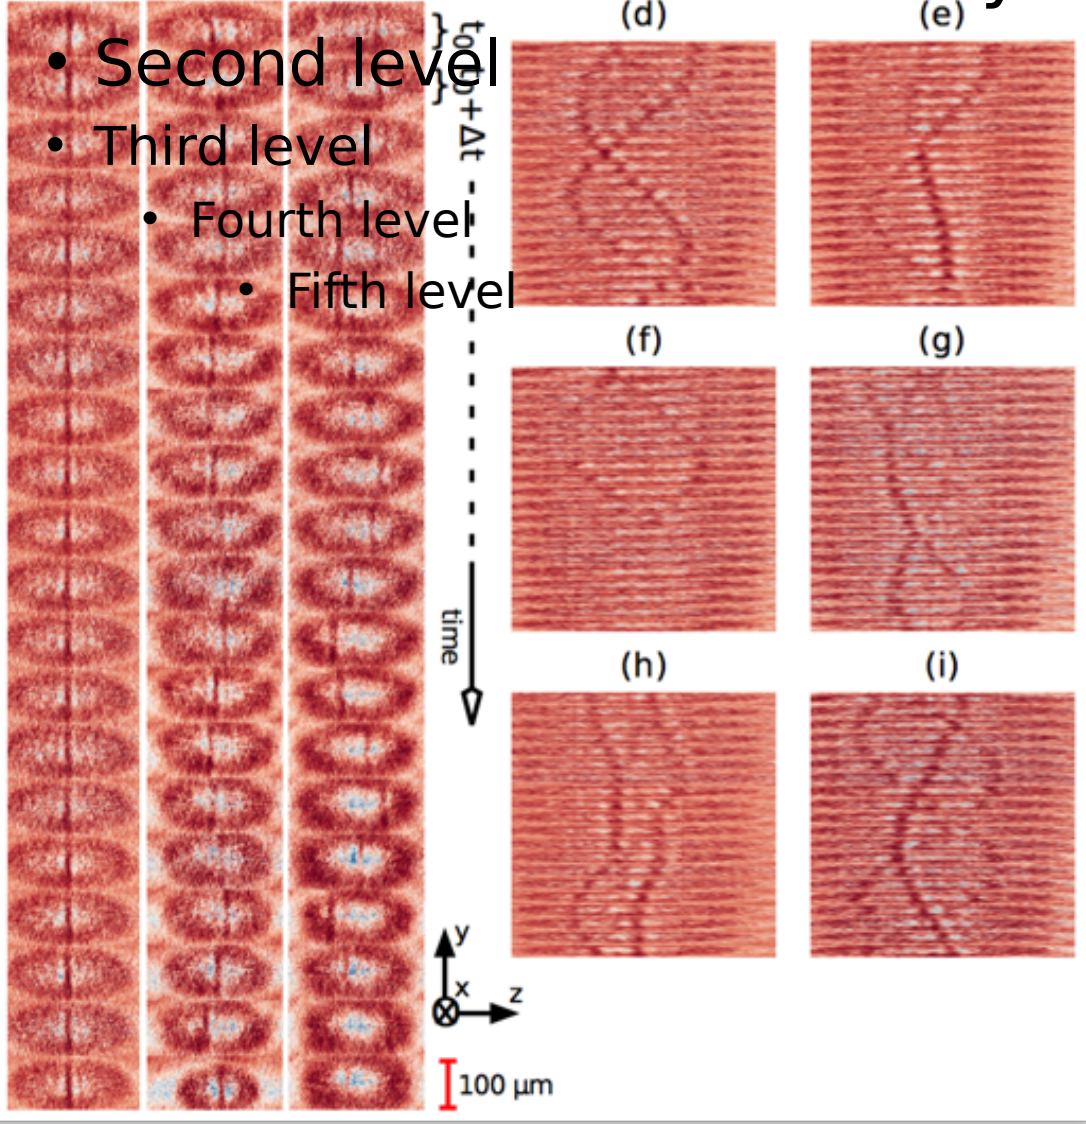 • Second level
• Third level
• Fourth level
• Fifth level
t₀
t₀+Δt
time
y
x
z
100 μm
(d)
(e)
(f)
(g)
(h)
(i)